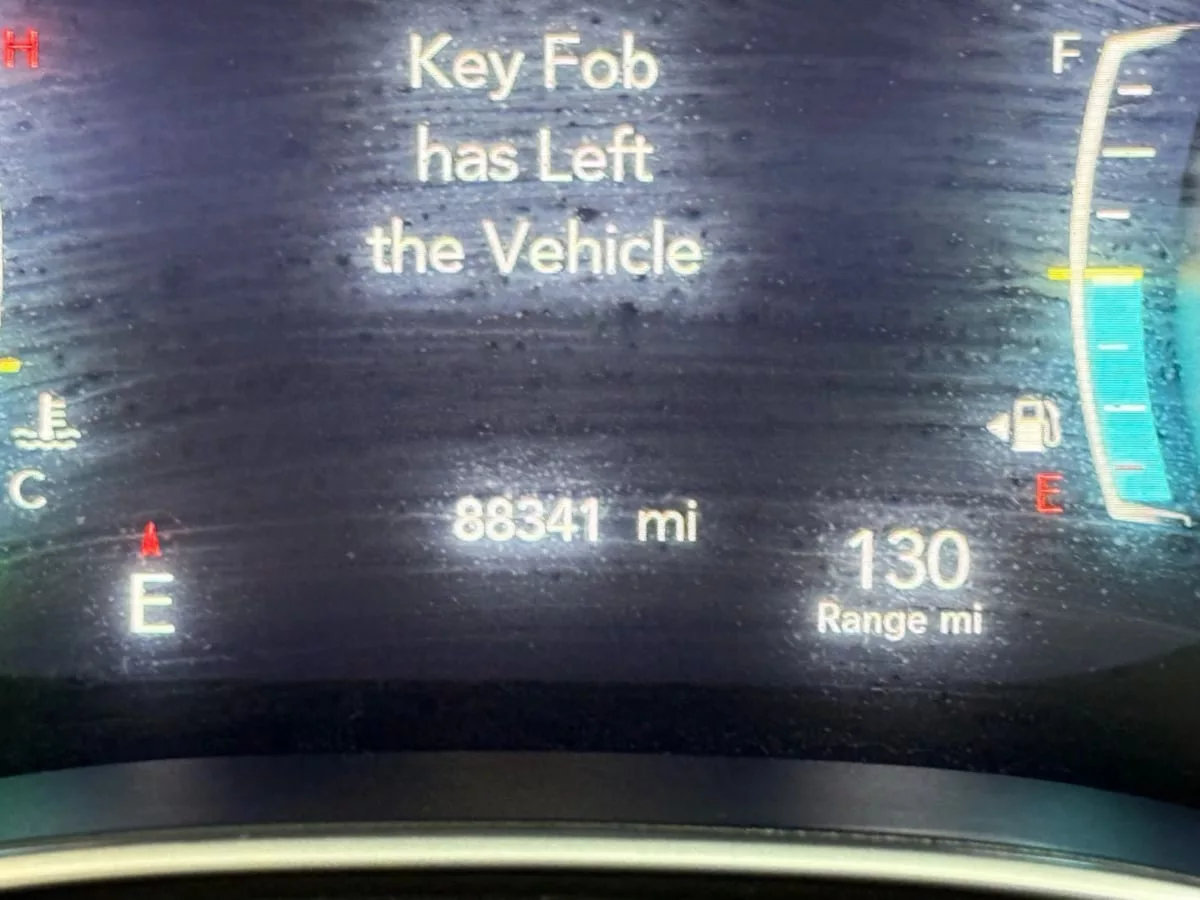 H
Key Fob
F
has Left
the Vehicle
C
E
88341 mi
E
130
Range mi